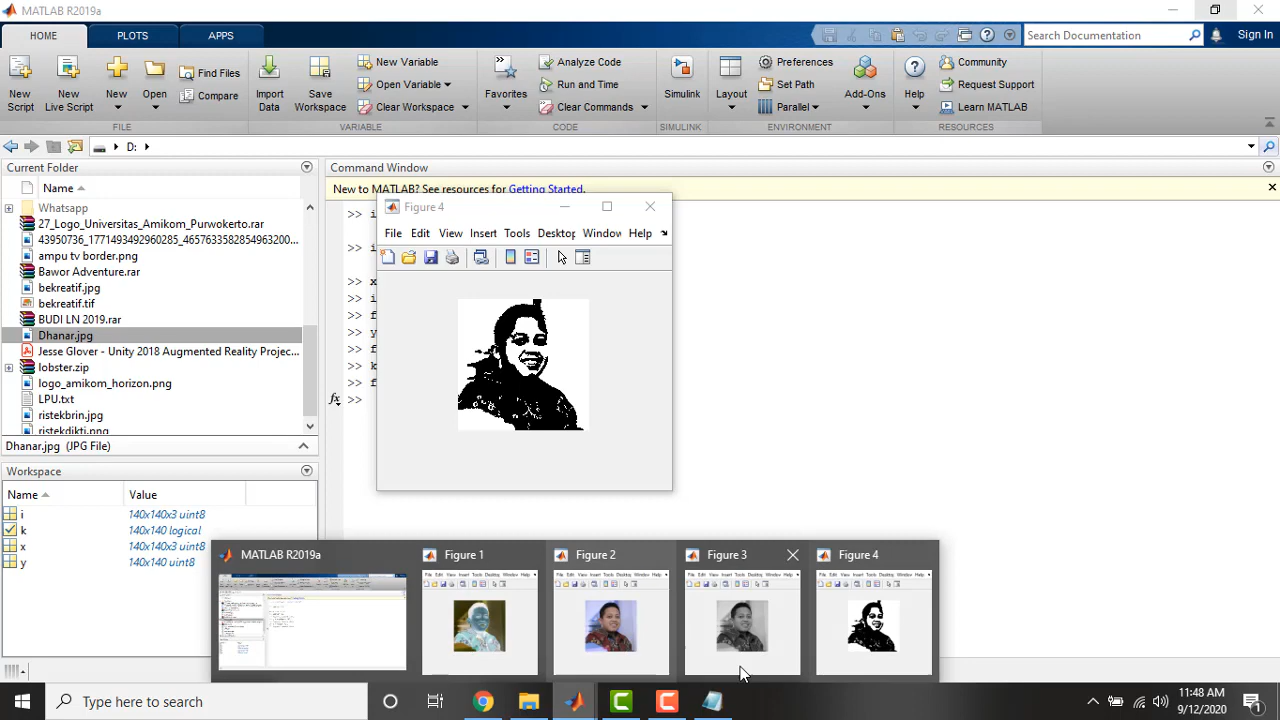 MATLAB R2019a
HOME PLOTS APPS Search Documentation Sign In
New Script New Live Script New Open Find Files Compare Import Data Save Workspace New Variable Open Variable Clear Workspace Favorites Analyze Code Run and Time Clear Commands Simulink Layout Preferences Set Path Parallel Add-Ons Help Community Request Support Learn MATLAB
FILE VARIABLE CODE SIMULINK ENVIRONMENT RESOURCES
D:
Current Folder
Name
Whatsapp
27_Logo_Universitas_Amikom_Purwokerto.rar
43950736_1771493492960285_4657633582854963200...
ampu tv border.png
Bawor Adventure.rar
bekreatif.jpg
bekreatif.tif
BUDI LN 2019.rar
Dhanar.jpg
Jesse Glover - Unity 2018 Augmented Reality Projec...
lobster.zip
logo_amikom_horizon.png
LPU.txt
ristekbrin.jpg
ristekdikti.png
Dhanar.jpg (JPG File)
Workspace
Name Value
i 140x140x3 uint8
k 140x140 logical
x 140x140x3 uint8
y 140x140 uint8
Command Window
New to MATLAB? See resources for Getting Started.
>> i
>> i
>> x
>> i
>> f
>> y
>> f
>> k
>> f
fx >>
Figure 4
File Edit View Insert Tools Desktop Window Help
MATLAB R2019a Figure 1 Figure 2 Figure 3 Figure 4
Type here to search
11:48 AM
9/12/2020
1